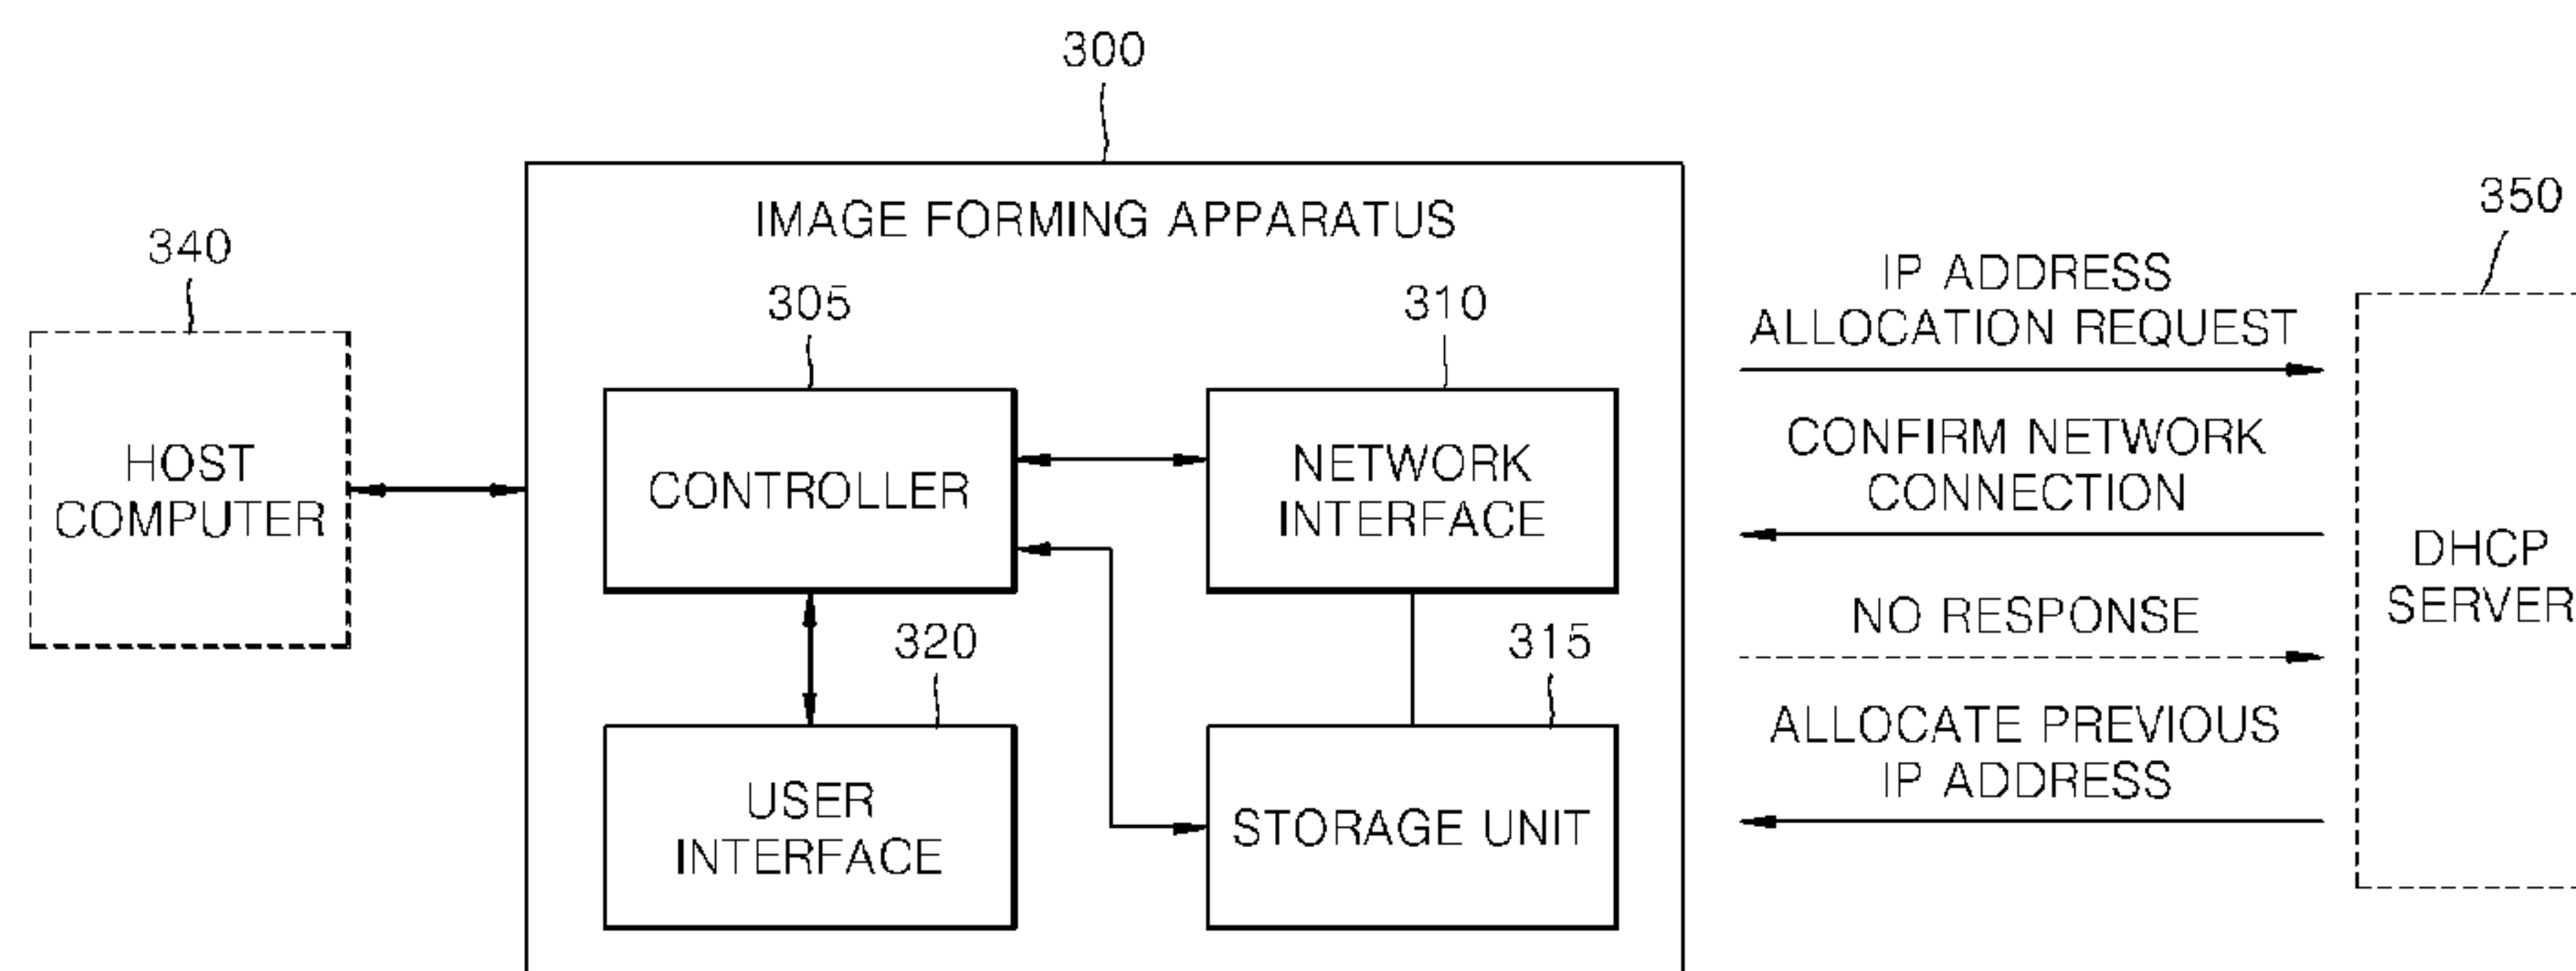 300
IMAGE FORMING APPARATUS
340
HOST
COMPUTER
305
CONTROLLER
310
NETWORK
INTERFACE
320
USER
INTERFACE
315
STORAGE UNIT
IP ADDRESS
ALLOCATION REQUEST
CONFIRM NETWORK
CONNECTION
NO RESPONSE
ALLOCATE PREVIOUS
IP ADDRESS
350
DHCP
SERVER